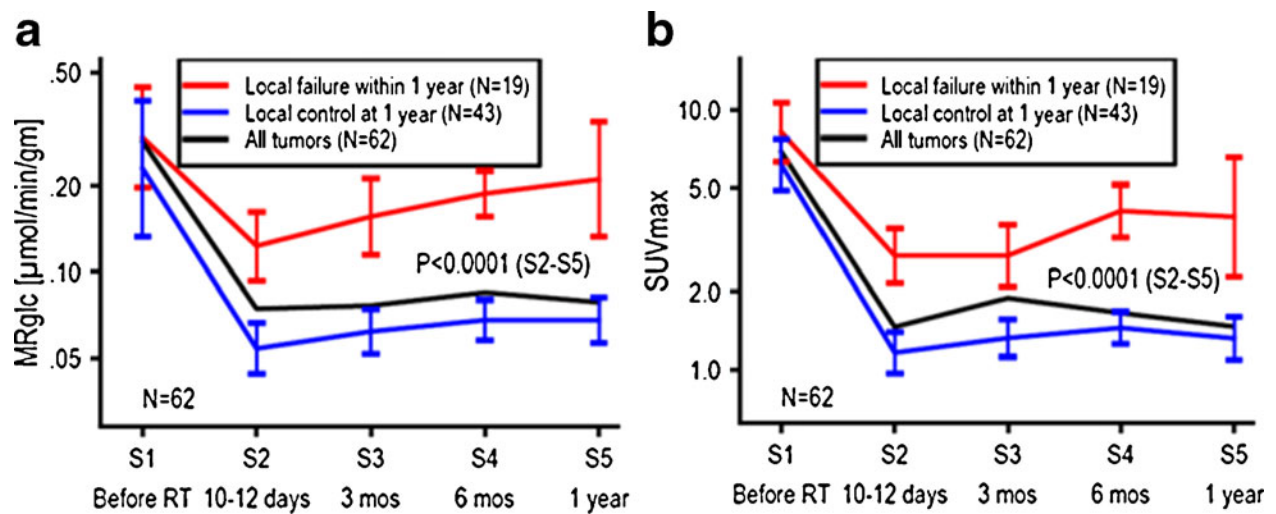 a
MRglc [µmol/min/gm]
.50
.20
.10
.05
Local failure within 1 year (N=19)
Local control at 1 year (N=43)
All tumors (N=62)
P<0.0001 (S2-S5)
N=62
S1 S2 S3 S4 S5
Before RT 10-12 days 3 mos 6 mos 1 year
b
SUVmax
10.0
5.0
2.0
1.0
Local failure within 1 year (N=19)
Local control at 1 year (N=43)
All tumors (N=62)
P<0.0001 (S2-S5)
N=62
S1 S2 S3 S4 S5
Before RT 10-12 days 3 mos 6 mos 1 year